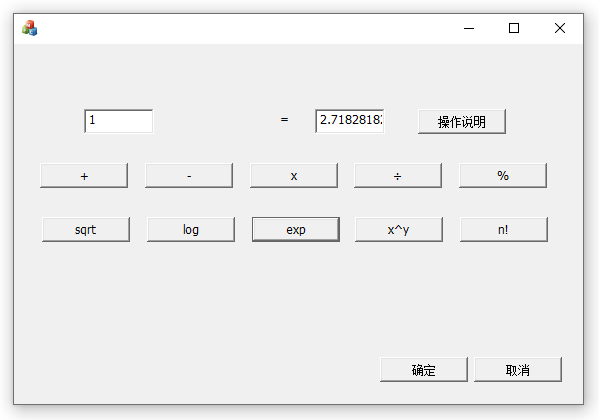 1 = 2.7182818 操作说明
+ - x ÷ %
sqrt log exp x^y n!
确定 取消